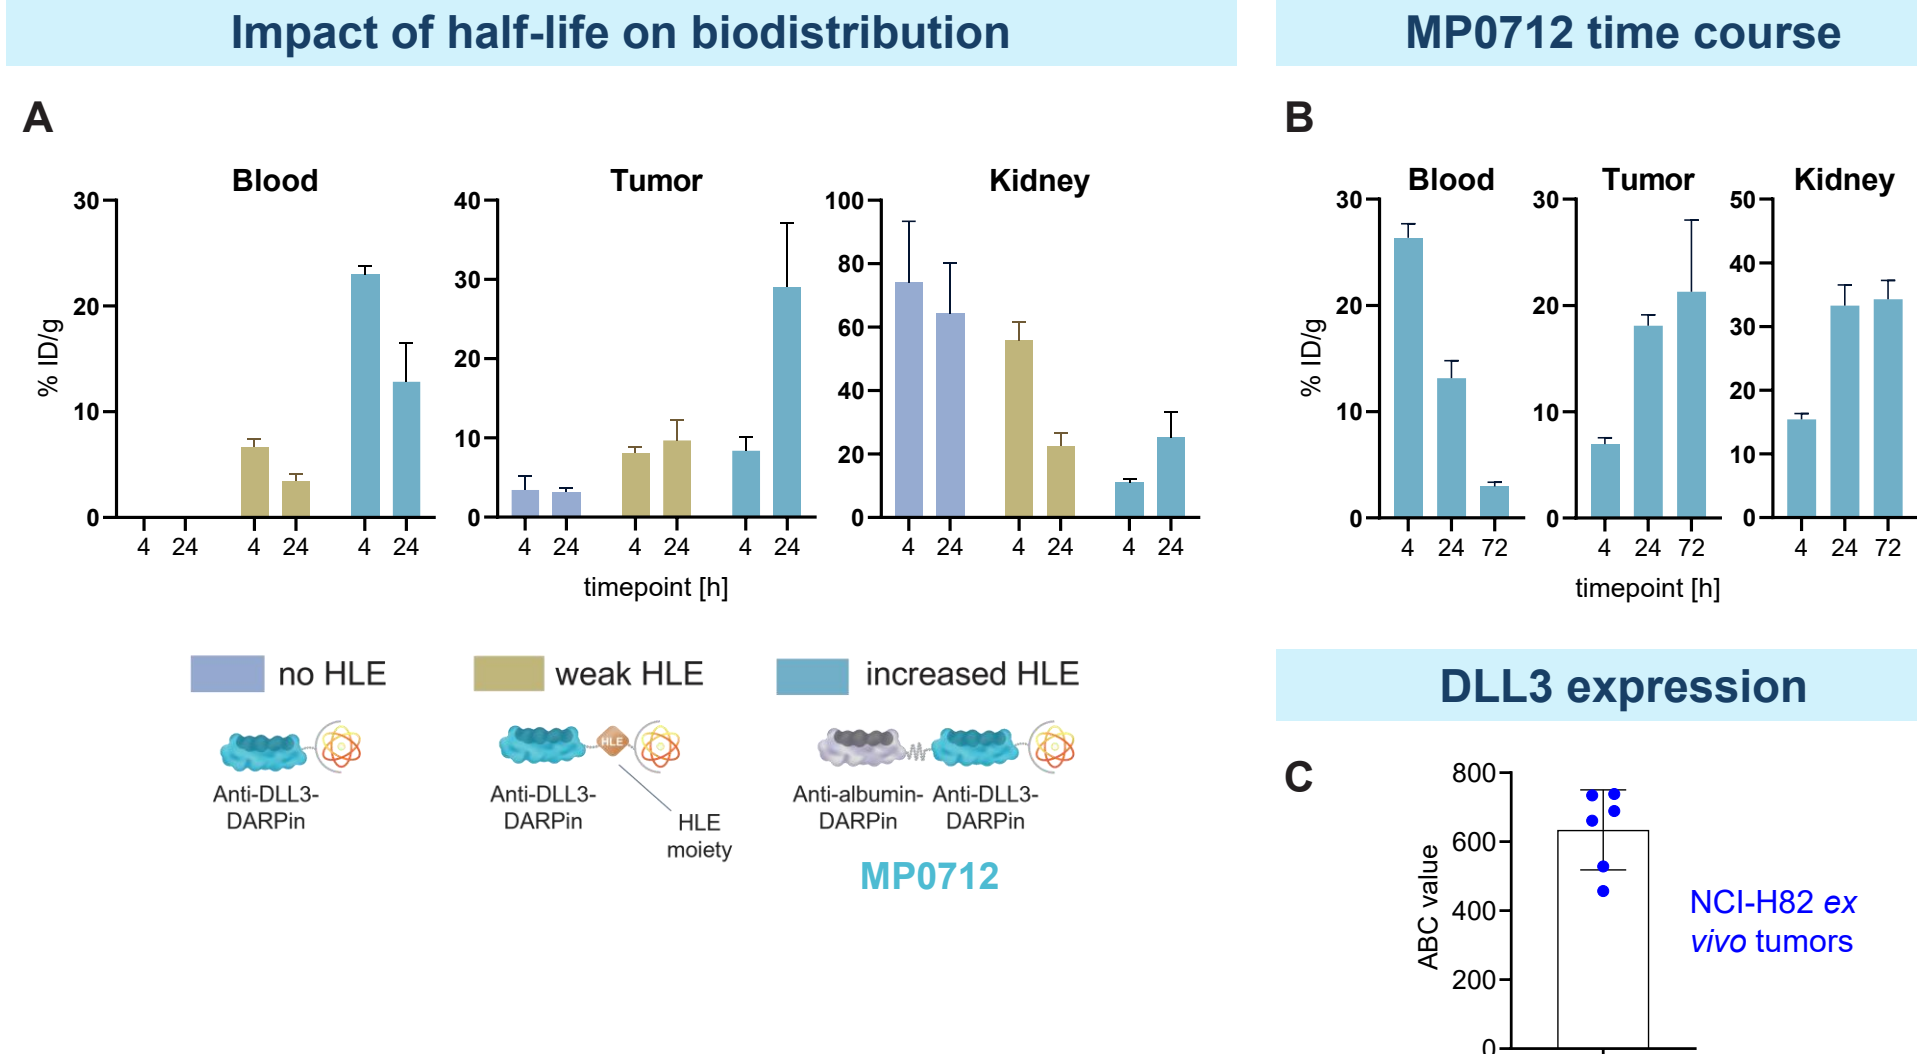 Impact of half-life on biodistribution
MP0712 time course
A
B
Blood
Tumor
Kidney
% ID/g
30
20
10
0
4 24 4 24 4 24
40
30
20
10
0
4 24 4 24 4 24
100
80
60
40
20
0
4 24 4 24 4 24
timepoint [h]
Blood
Tumor
Kidney
% ID/g
30
20
10
0
4 24 72
30
20
10
0
4 24 72
50
40
30
20
10
0
4 24 72
timepoint [h]
no HLE
weak HLE
increased HLE
HLE
Anti-DLL3-
DARPin
Anti-DLL3-
DARPin
HLE
moiety
Anti-albumin-
DARPin
Anti-DLL3-
DARPin
MP0712
DLL3 expression
C
ABC value
800
600
400
200
0
NCI-H82 ex
vivo tumors